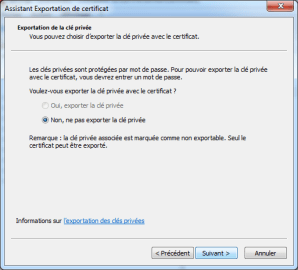 Assistant Exportation de certificat
Exportation de la clé privée
Vous pouvez choisir d'exporter la clé privée avec le certificat.
Les clés privées sont protégées par mot de passe. Pour pouvoir exporter la clé privée
avec le certificat, vous devrez entrer un mot de passe.
Voulez-vous exporter la clé privée avec le certificat ?
Oui, exporter la clé privée
Non, ne pas exporter la clé privée
Remarque : la clé privée associée est marquée comme non exportable. Seul le
certificat peut être exporté.
Informations sur l'exportation des clés privées
< Précédent Suivant > Annuler